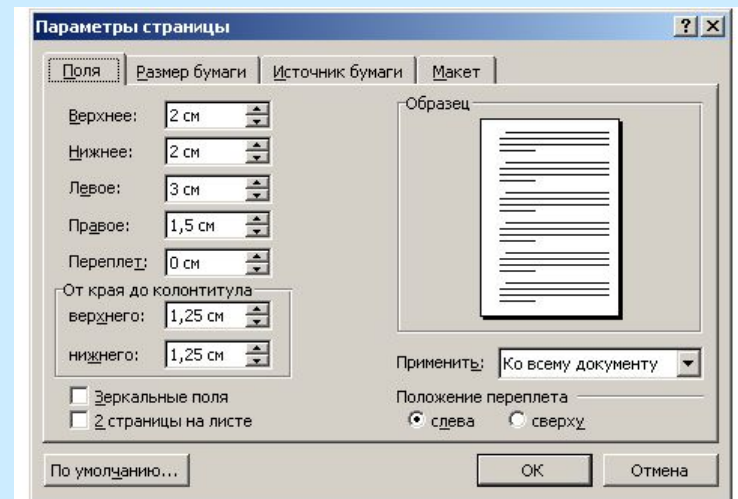 Параметры страницы
Поля Размер бумаги Источник бумаги Макет
Верхнее: 2 см
Нижнее: 2 см
Левое: 3 см
Правое: 1,5 см
Переплет: 0 см
От края до колонтитула
верхнего: 1,25 см
нижнего: 1,25 см
Зеркальные поля
2 страницы на листе
Образец
Применить: Ко всему документу
Положение переплета
слева сверху
По умолчанию... ОК Отмена